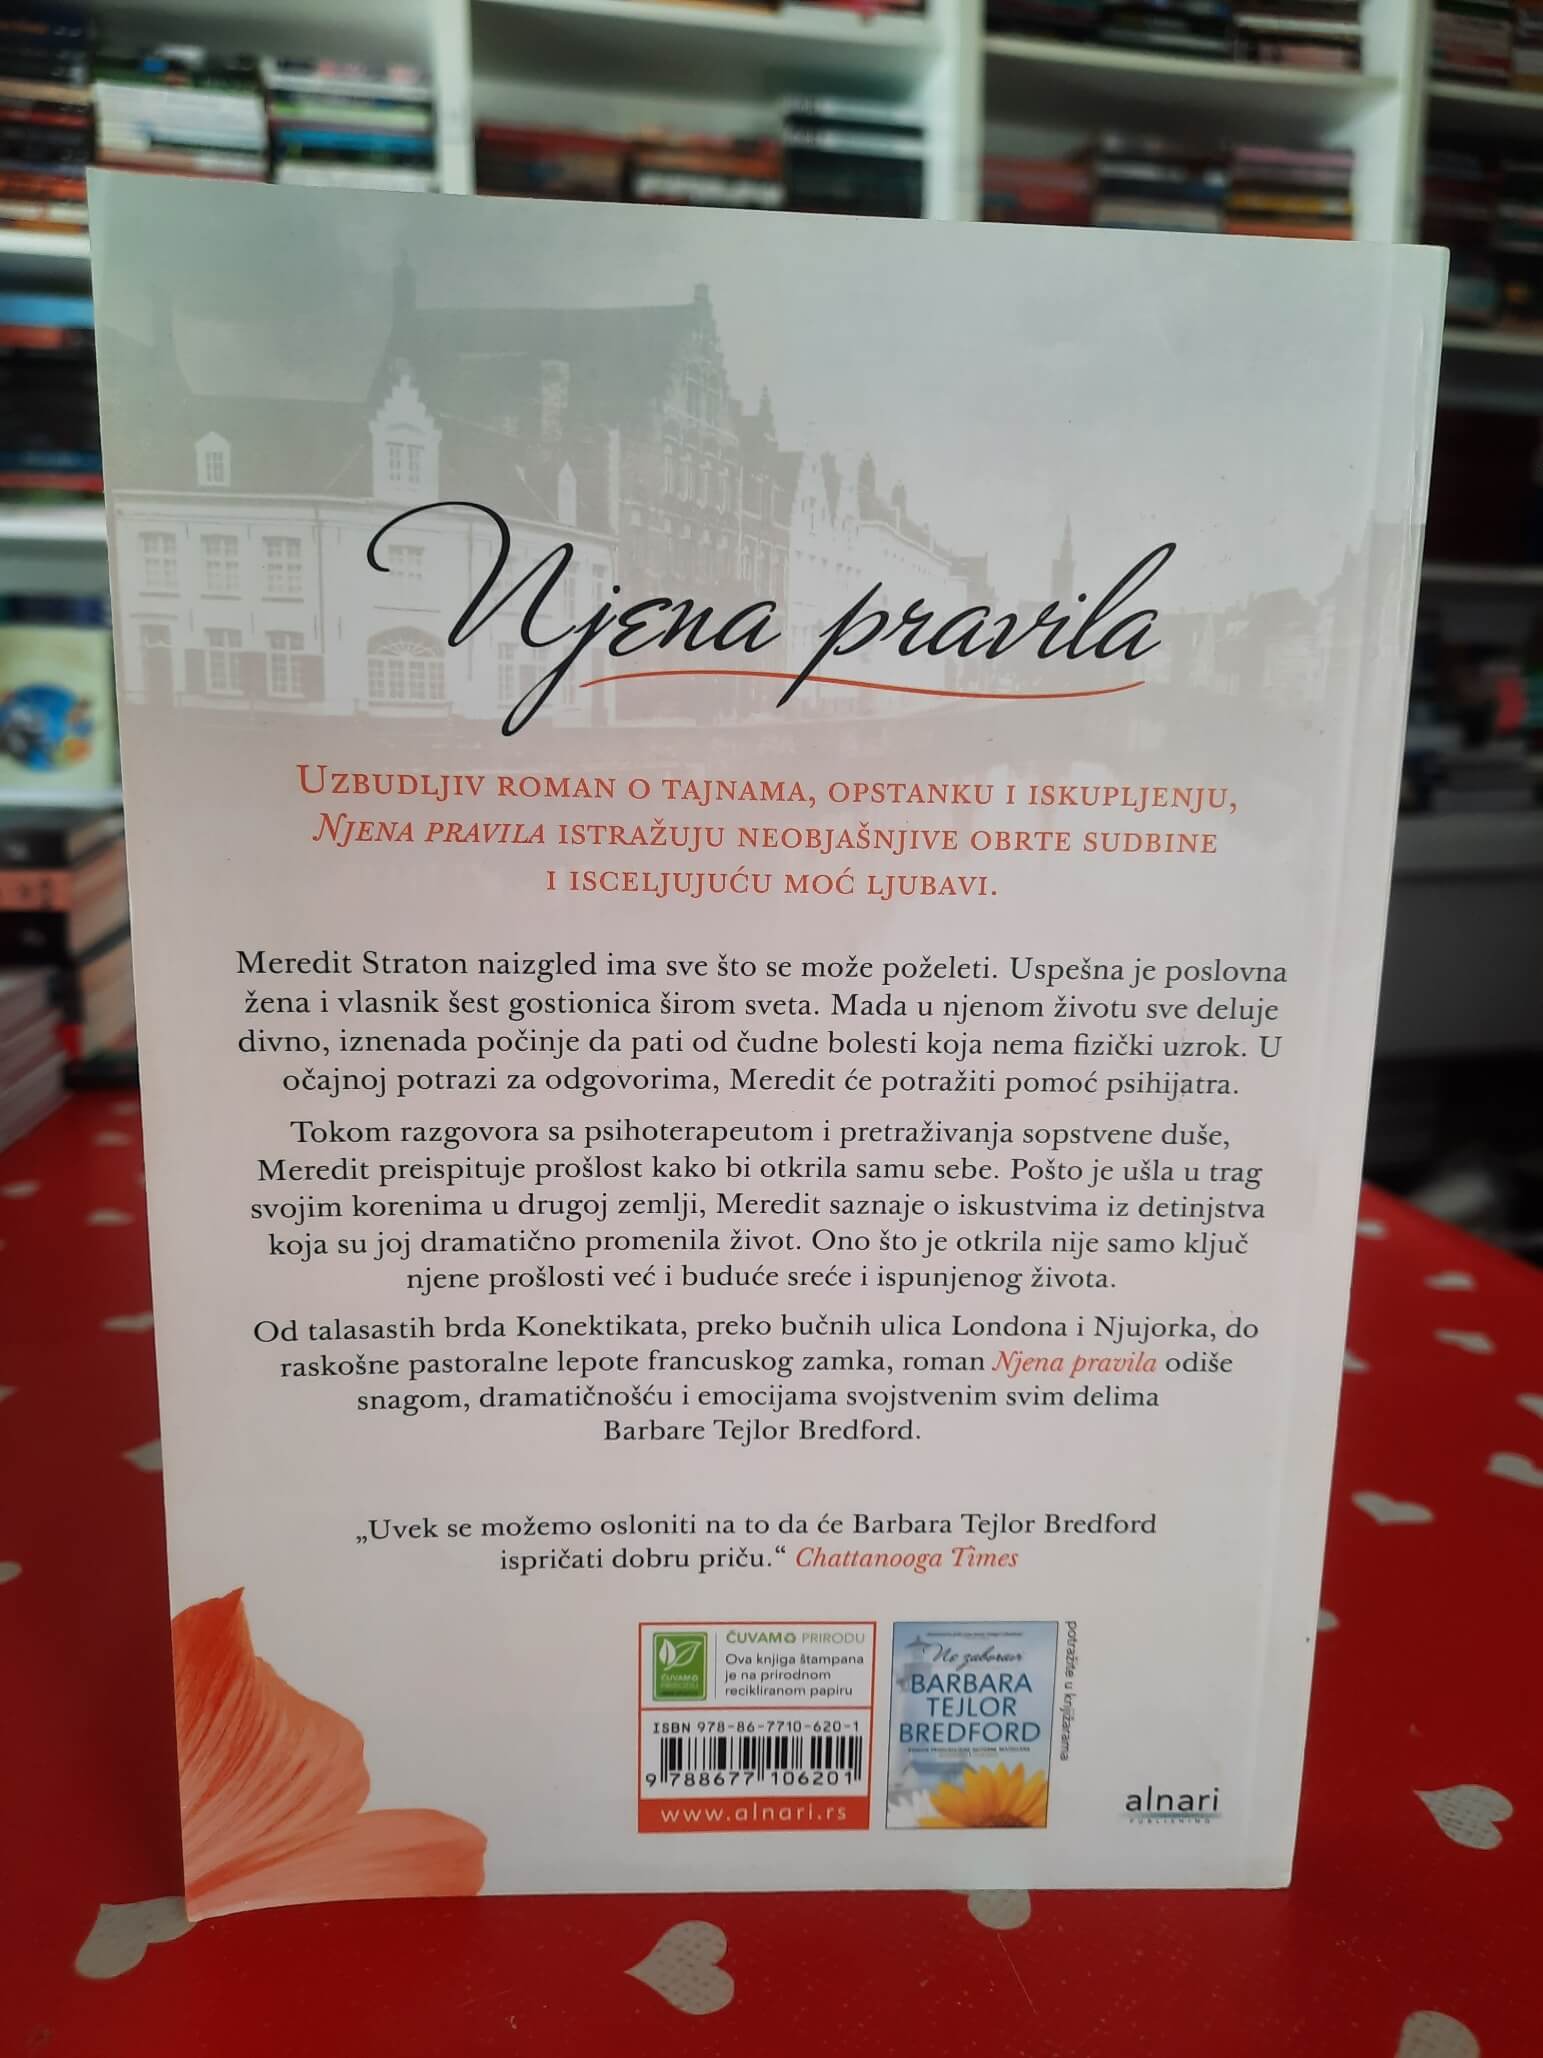 Njena pravila
Uzbudljiv roman o tajnama, opstanku i iskupljenju,
Njena pravila istražuju neobjašnjive obrte sudbine
i isceljujuću moć ljubavi.
Meredit Straton naizgled ima sve što se može poželeti. Uspešna je poslovna
žena i vlasnik šest gostionica širom sveta. Mada u njenom životu sve deluje
divno, iznenada počinje da pati od čudne bolesti koja nema fizički uzrok. U
očajnoj potrazi za odgovorima, Meredit će potražiti pomoć psihijatra.
Tokom razgovora sa psihoterapeutom i pretraživanja sopstvene duše,
Meredit preispituje prošlost kako bi otkrila samu sebe. Pošto je ušla u trag
svojim korenima u drugoj zemlji, Meredit saznaje o iskustvima iz detinjstva
koja su joj dramatično promenila život. Ono što je otkrila nije samo ključ
njene prošlosti već i buduće sreće i ispunjenog života.
Od talasastih brda Konektikata, preko bučnih ulica Londona i Njujorka, do
raskošne pastoralne lepote francuskog zamka, roman Njena pravila odiše
snagom, dramatičnošću i emocijama svojstvenim svim delima
Barbare Tejlor Bredford.
„Uvek se možemo osloniti na to da će Barbara Tejlor Bredford
ispričati dobru priču.“ Chattanooga Times
ČUVAMO PRIRODU
Ova knjiga štampana
je na prirodnom
recikliranom papiru
ČUVAMO
PRIRODU
ISBN 978-86-7710-620-1
9 788677 106201
www.alnari.rs
Ne zaboravi
BARBARA
TEJLOR
BREDFORD
potražite u knjižarama
alnari
PUBLISHING